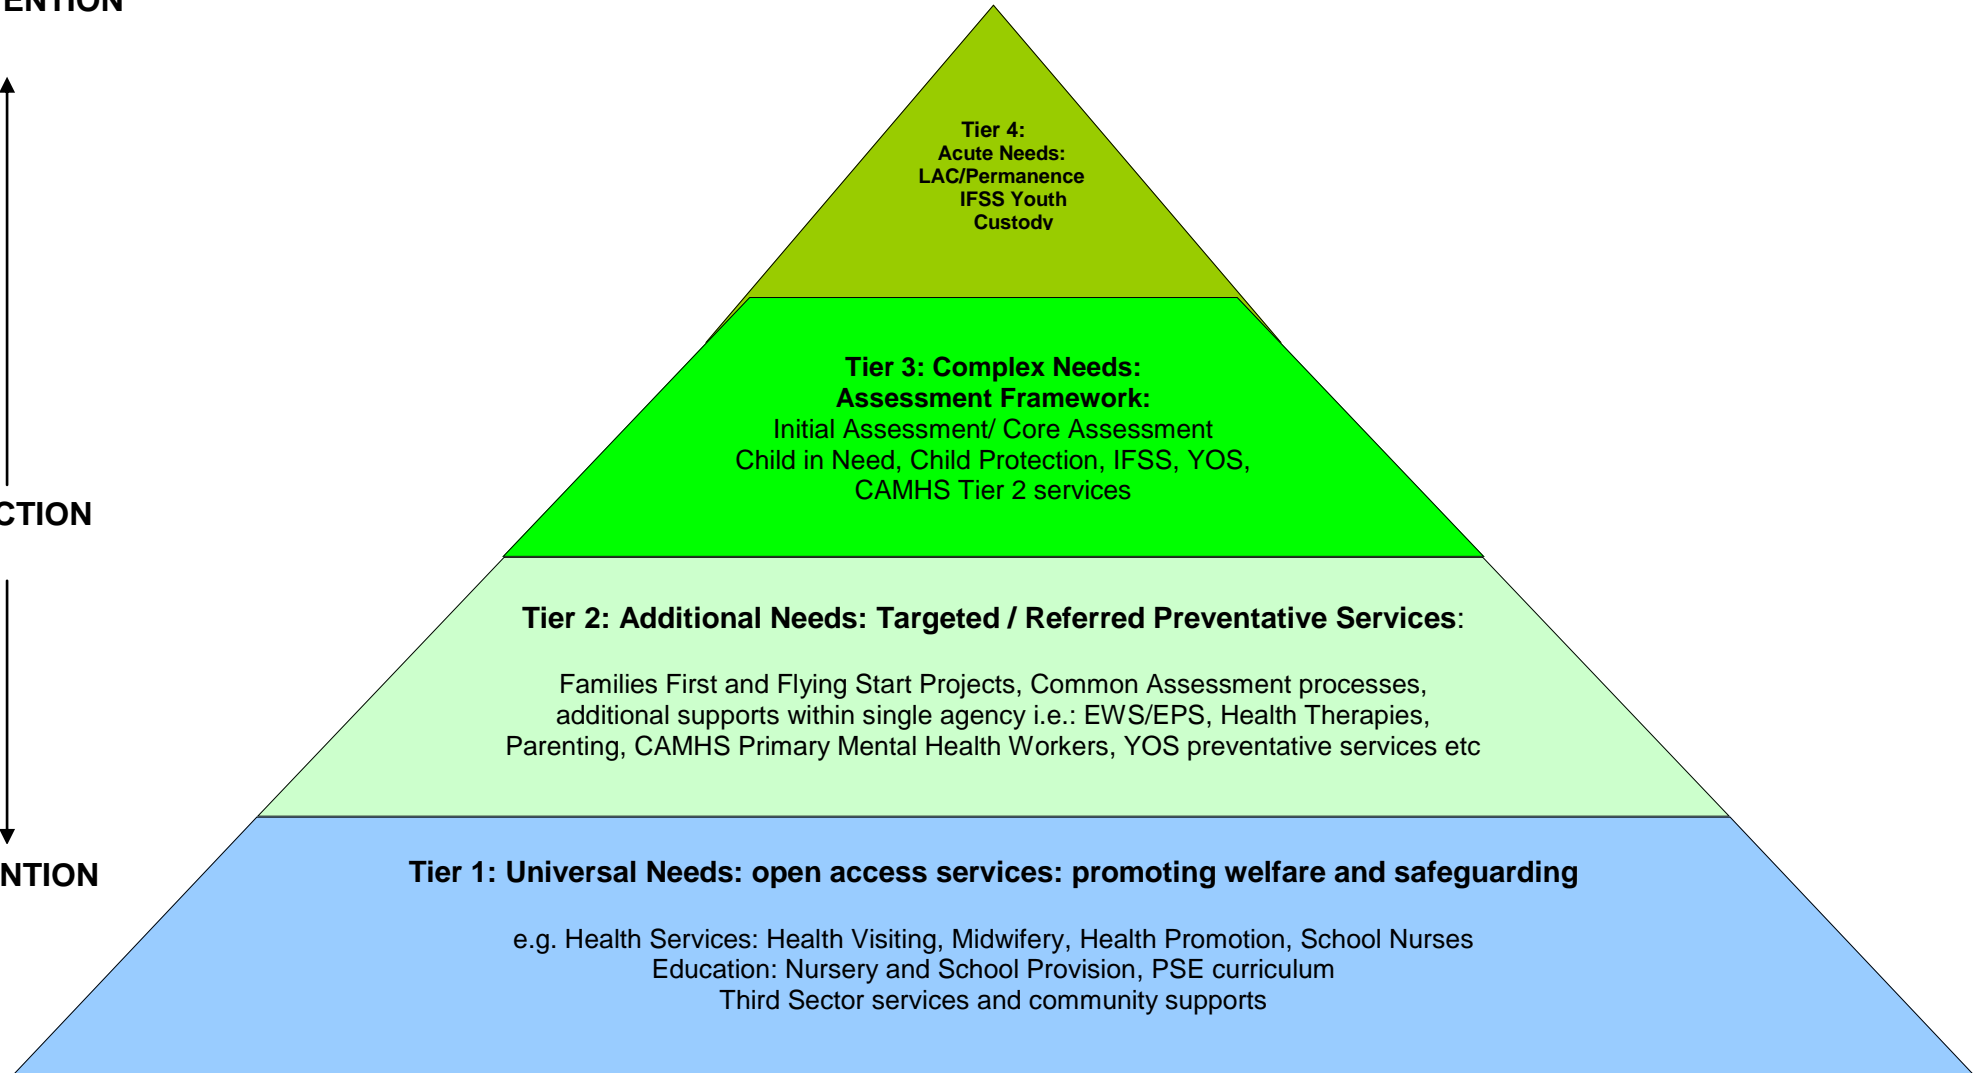 ENTION
Tier 4:
Acute Needs:
LAC/Permanence
IFSS Youth
Custody
Tier 3: Complex Needs:
Assessment Framework:
Initial Assessment/ Core Assessment
Child in Need, Child Protection, IFSS, YOS,
CAMHS Tier 2 services
CTION
Tier 2: Additional Needs: Targeted / Referred Preventative Services:
Families First and Flying Start Projects, Common Assessment processes,
additional supports within single agency i.e.: EWS/EPS, Health Therapies,
Parenting, CAMHS Primary Mental Health Workers, YOS preventative services etc
NTION
Tier 1: Universal Needs: open access services: promoting welfare and safeguarding
e.g. Health Services: Health Visiting, Midwifery, Health Promotion, School Nurses
Education: Nursery and School Provision, PSE curriculum
Third Sector services and community supports